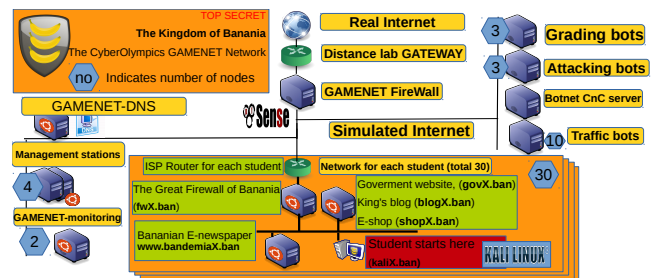 TOP SECRET
The Kingdom of Banania
The CyberOlympics GAMENET Network
no Indicates number of nodes
Real Internet
Distance lab GATEWAY
GAMENET FireWall
Simulated Internet
3 Grading bots
3 Attacking bots
Botnet CnC server
10 Traffic bots
GAMENET-DNS
Sense
Management stations
4
GAMENET-monitoring
2
ISP Router for each student
Network for each student (total 30)
30
The Great Firewall of Banania
(fwX.ban)
Goverment website, (govX.ban)
King's blog (blogX.ban)
E-shop (shopX.ban)
Bananian E-newspaper
www.bandemiaX.ban
Student starts here
(kaliX.ban)
KALI LINUX